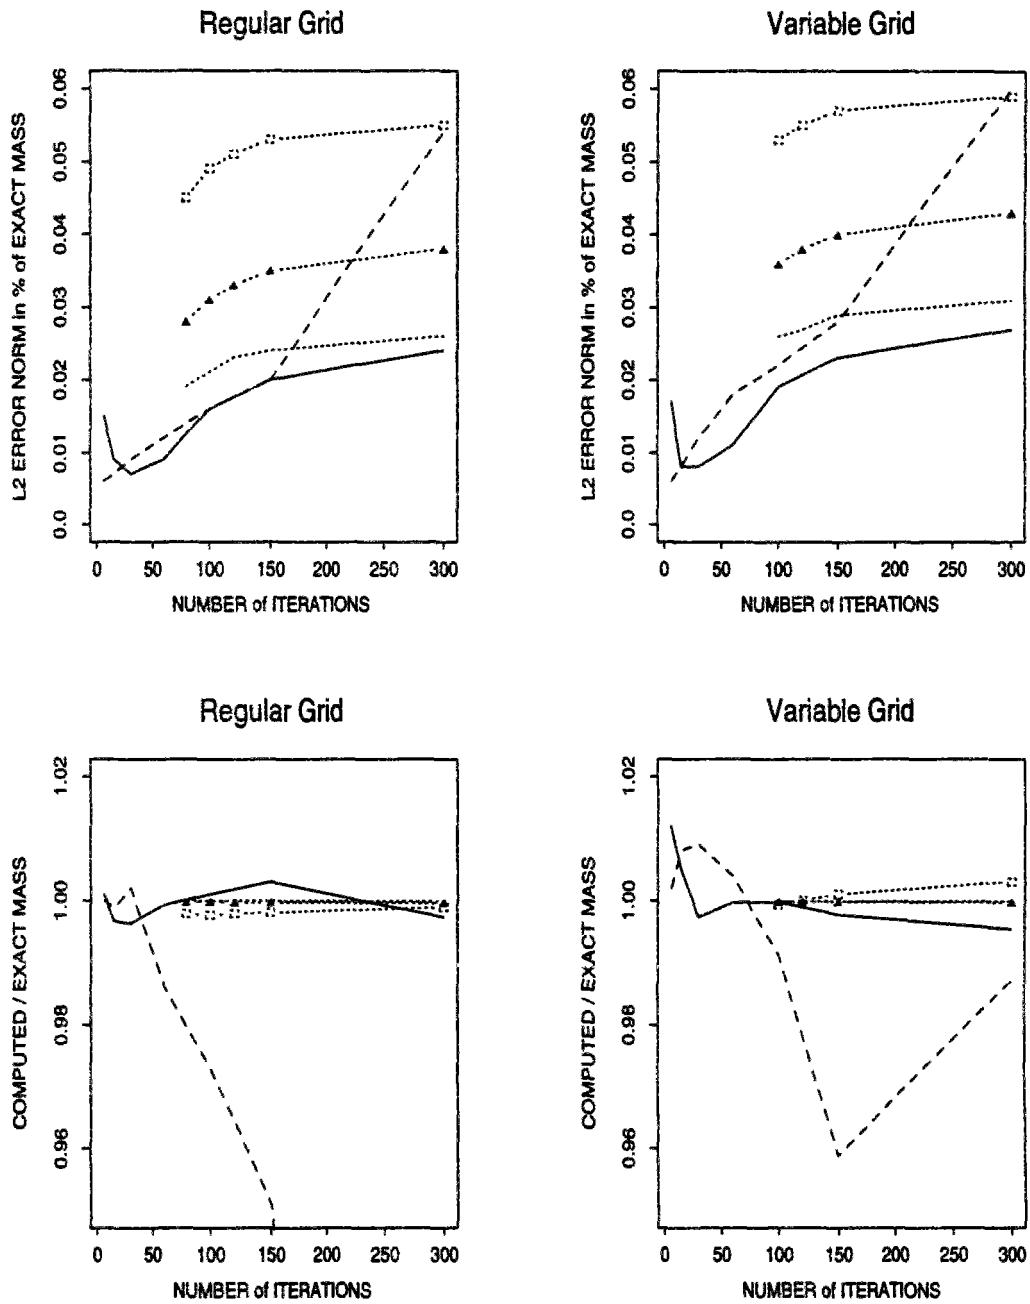 Regular Grid
L2 ERROR NORM in % of EXACT MASS
0.06
0.05
0.04
0.03
0.02
0.01
0.0
0 50 100 150 200 250 300
NUMBER of ITERATIONS
Variable Grid
L2 ERROR NORM in % of EXACT MASS
0.06
0.05
0.04
0.03
0.02
0.01
0.0
0 50 100 150 200 250 300
NUMBER of ITERATIONS
Regular Grid
COMPUTED / EXACT MASS
1.02
1.00
0.98
0.96
0 50 100 150 200 250 300
NUMBER of ITERATIONS
Variable Grid
COMPUTED / EXACT MASS
1.02
1.00
0.98
0.96
0 50 100 150 200 250 300
NUMBER of ITERATIONS